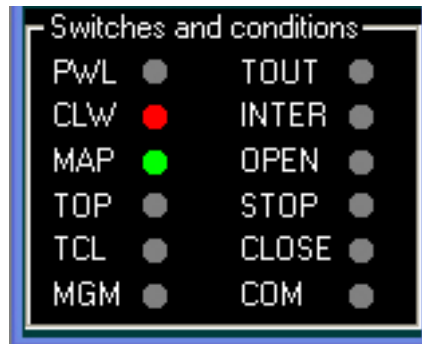 Switches and conditions
PWL TOUT
CLW INTER
MAP OPEN
TOP STOP
TCL CLOSE
MGM COM